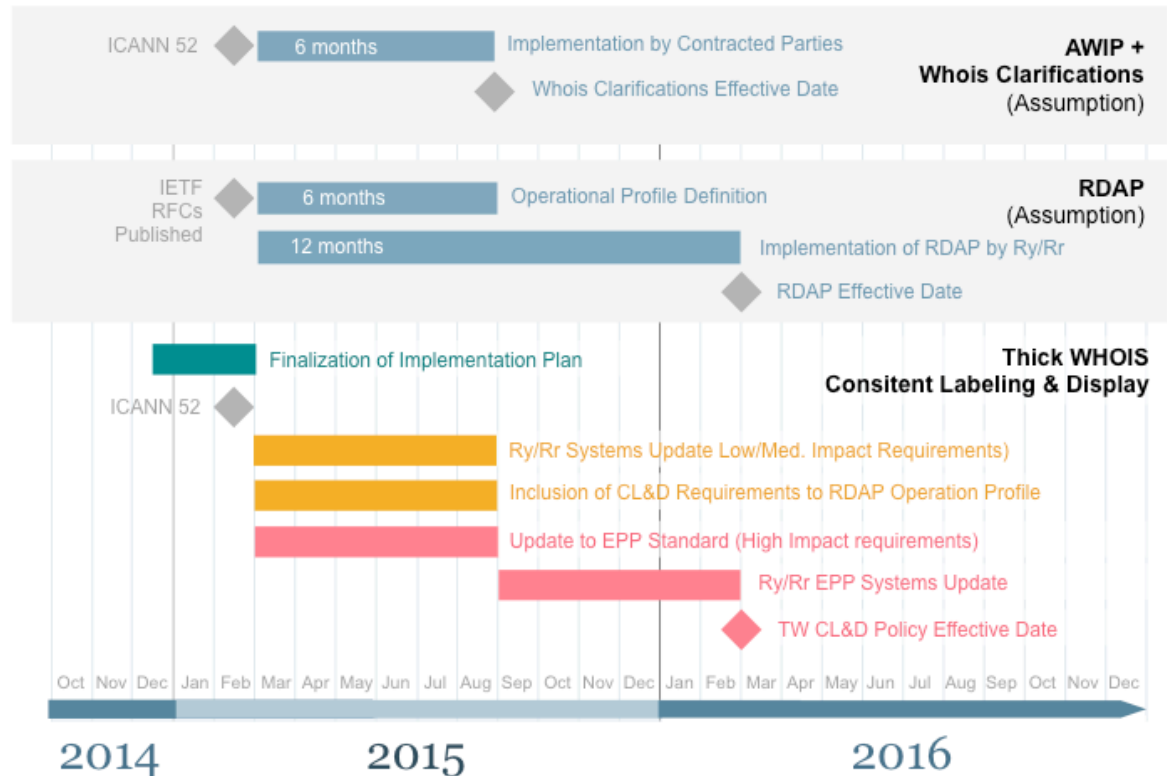 ICANN 52
6 months
Implementation by Contracted Parties
AWIP +
Whois Clarifications
(Assumption)
Whois Clarifications Effective Date
IETF
RFCs
Published
6 months
Operational Profile Definition
RDAP
(Assumption)
12 months
Implementation of RDAP by Ry/Rr
RDAP Effective Date
Finalization of Implementation Plan
Thick WHOIS
Consitent Labeling & Display
ICANN 52
Ry/Rr Systems Update Low/Med. Impact Requirements)
Inclusion of CL&D Requirements to RDAP Operation Profile
Update to EPP Standard (High Impact requirements)
Ry/Rr EPP Systems Update
TW CL&D Policy Effective Date
Oct Nov Dec Jan Feb Mar Apr May Jun Jul Aug Sep Oct Nov Dec Jan Feb Mar Apr May Jun Jul Aug Sep Oct Nov Dec
2014 2015 2016